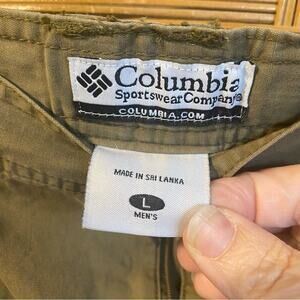 Columbia
Sportswear Company
COLUMBIA.COM
MADE IN SRI LANKA
L
MEN'S